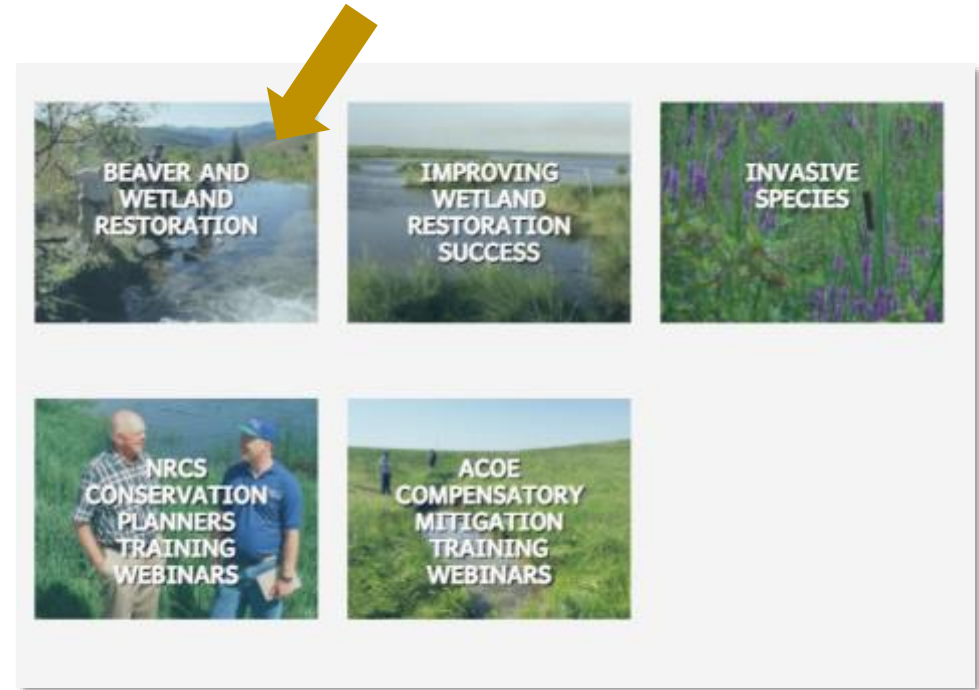 BEAVER AND
WETLAND
RESTORATION
IMPROVING
WETLAND
RESTORATION
SUCCESS
INVASIVE
SPECIES
NRCS
CONSERVATION
PLANNERS
TRAINING
WEBINARS
ACOE
COMPENSATORY
MITIGATION
TRAINING
WEBINARS